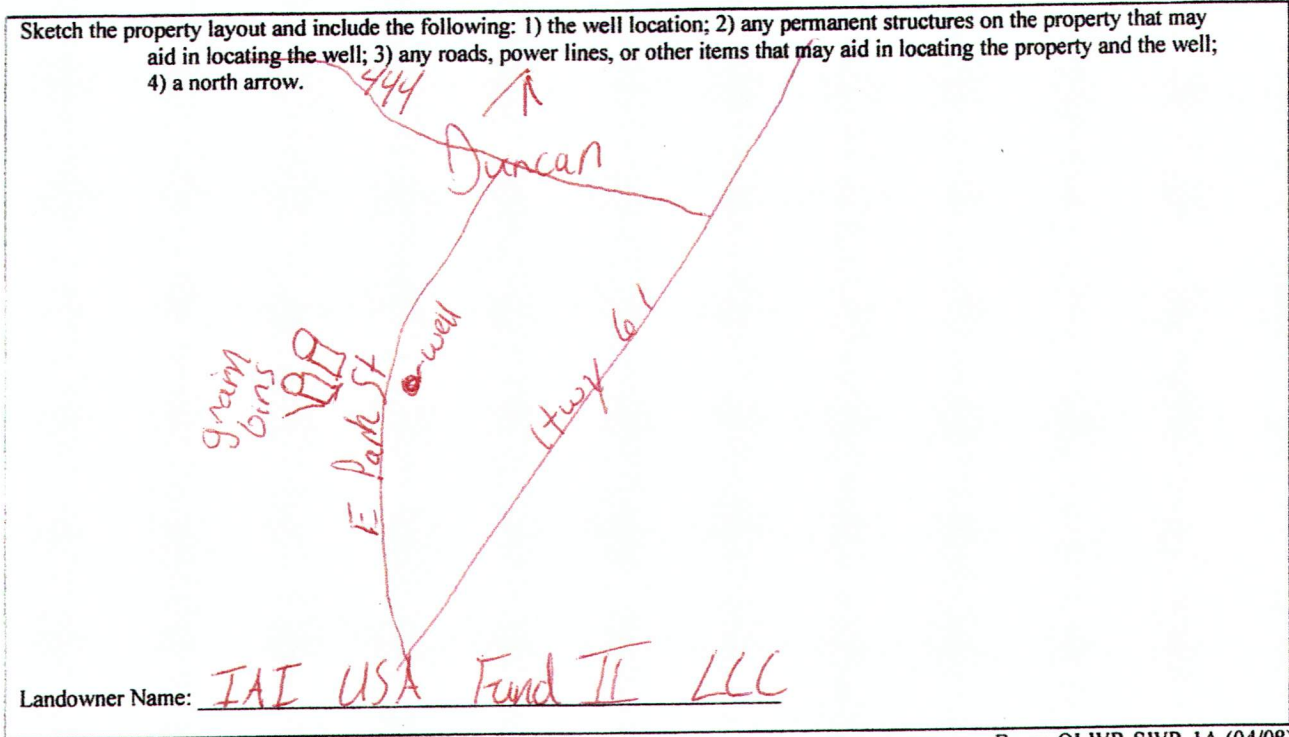 Sketch the property layout and include the following: 1) the well location; 2) any permanent structures on the property that may
aid in locating the well; 3) any roads, power lines, or other items that may aid in locating the property and the well;
4) a north arrow.
444
Duncan
well
grain
bins
E Park St
Hwy 61
Landowner Name: IAI USA Fund II LLC